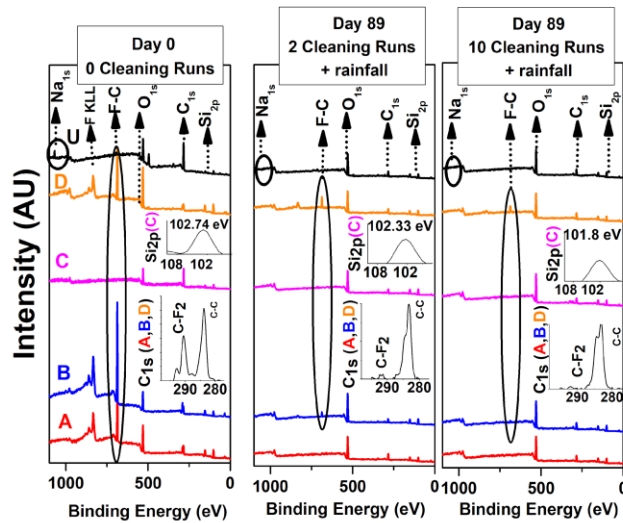 Day 0
0 Cleaning Runs
Day 89
2 Cleaning Runs
+ rainfall
Day 89
10 Cleaning Runs
+ rainfall
Intensity (AU)
Na1s
F KLL
F-C
O1s
C1s
Si2p
U
D
C
B
A
Si2p(C)
102.74 eV
108 102
C1s (A,B,D)
C-F2
C-C
290 280
1000 500 0
Binding Energy (eV)
Na1s
F-C
O1s
C1s
Si2p
Si2p(C)
102.33 eV
108 102
C1s (A,B,D)
C-F2
C-C
290 280
1000 500 0
Binding Energy (eV)
Na1s
F-C
O1s
C1s
Si2p
Si2p(C)
101.8 eV
108 102
C1s (A,B,D)
C-F2
C-C
290 280
1000 500 0
Binding Energy (eV)